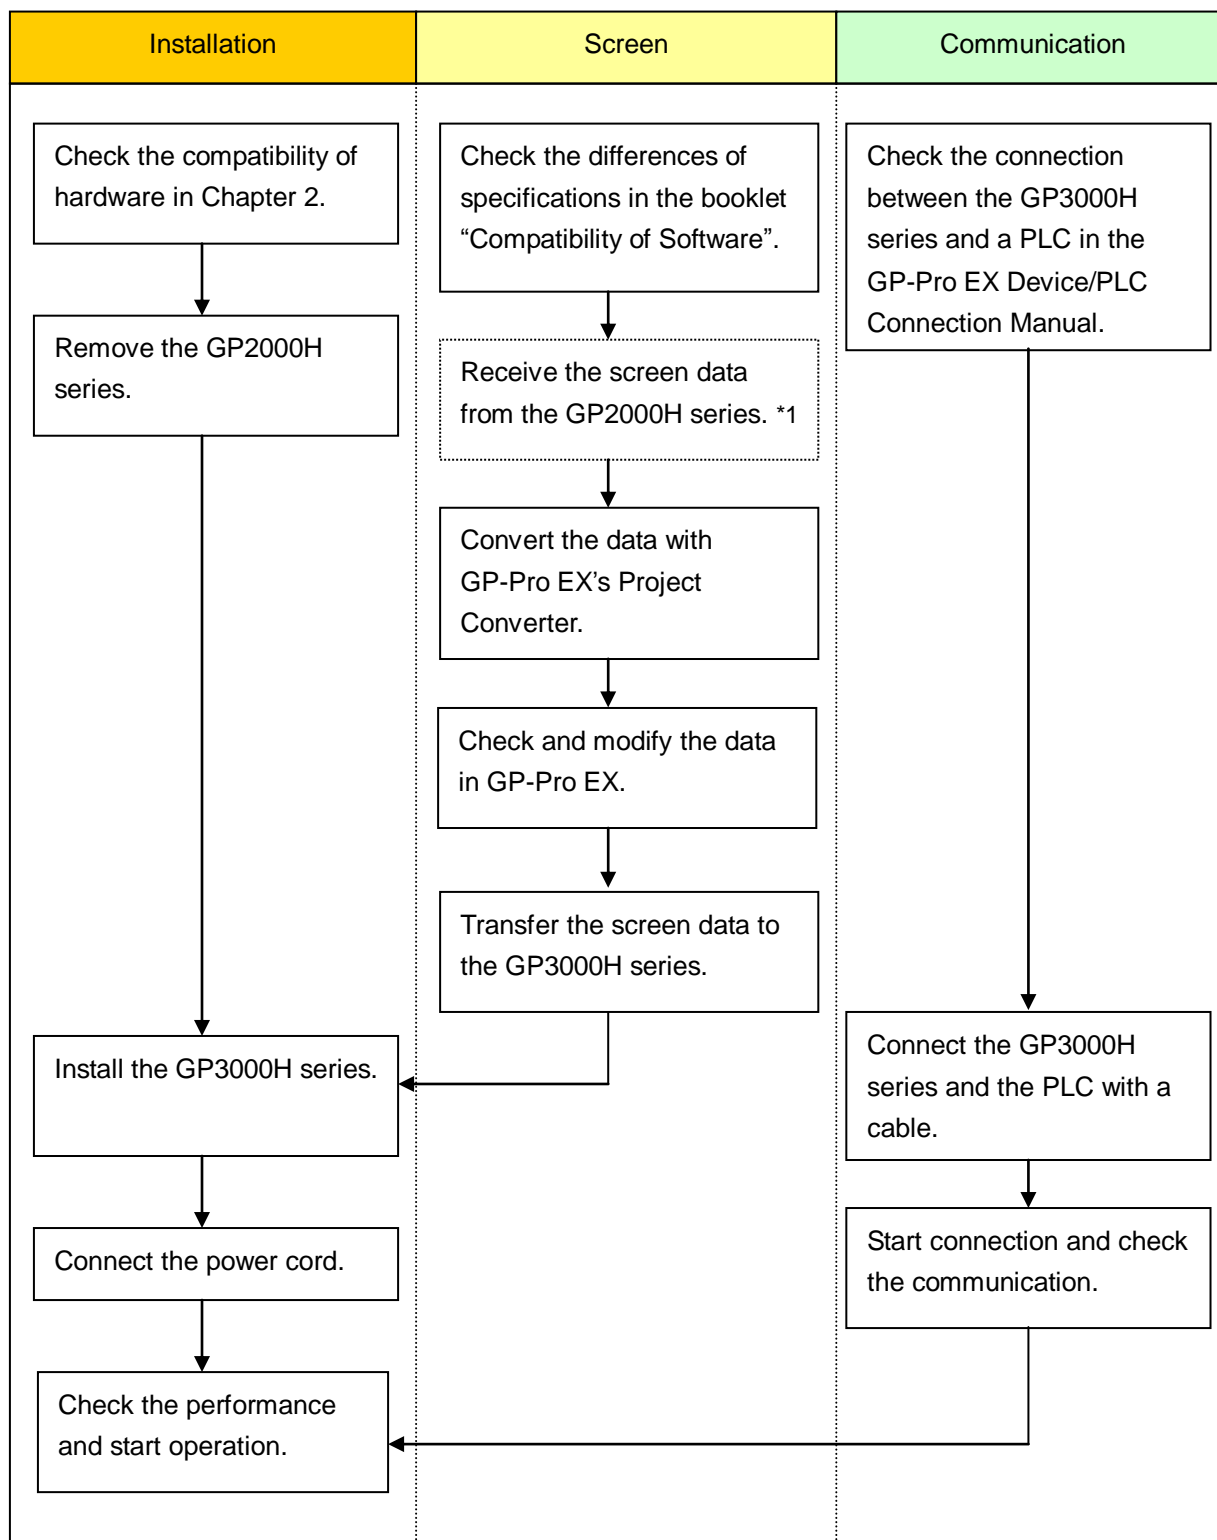 Installation
Screen
Communication
Check the compatibility of
hardware in Chapter 2.
Remove the GP2000H
series.
Install the GP3000H series.
Connect the power cord.
Check the performance
and start operation.
Check the differences of
specifications in the booklet
“Compatibility of Software”.
Receive the screen data
from the GP2000H series. *1
Convert the data with
GP-Pro EX’s Project
Converter.
Check and modify the data
in GP-Pro EX.
Transfer the screen data to
the GP3000H series.
Check the connection
between the GP3000H
series and a PLC in the
GP-Pro EX Device/PLC
Connection Manual.
Connect the GP3000H
series and the PLC with a
cable.
Start connection and check
the communication.